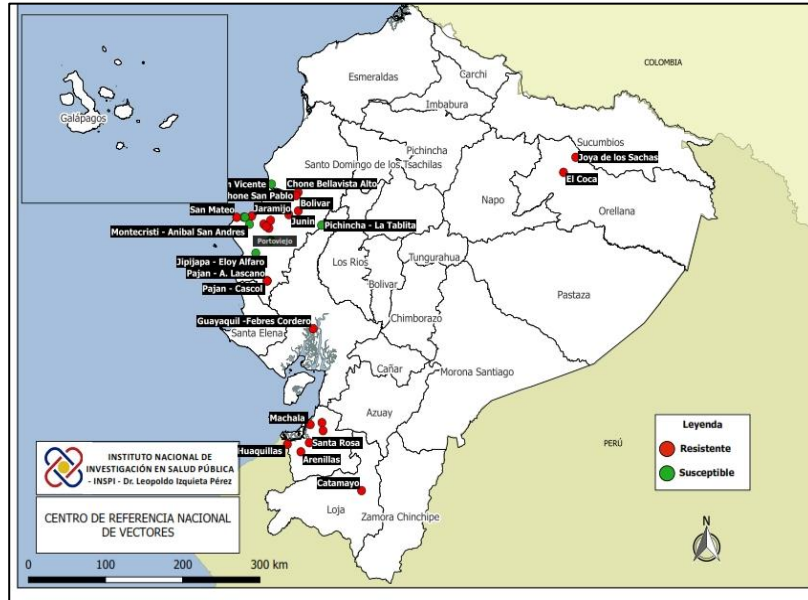 COLOMBIA
Esmeraldas
Carchi
Imbabura
Galápagos
Sucumbios
Pichincha
Joya de los Sachas
Santo Domingo de los Tsachilas
El Coca
n Vicente
Chone Bellavista Alto
Napo
hone San Pablo
Orellana
San Mateo
Jaramijo
Bolivar
Junin
Montecristi - Anibal San Andres
Pichincha - La Tablita
Portoviejo
Jipijapa - Eloy Alfaro
Los Rios
Tungurahua
Pajan - A. Lascano
Pajan - Cascol
Bolivar
Pastaza
Chimborazo
Guayaquil -Febres Cordero
Santa Elena
Cañar
Morona Santiago
Azuay
Machala
Santa Rosa
Huaquillas
Arenillas
Catamayo
Loja
Zamora Chinchipe
PERÚ
Leyenda
Resistente
Susceptible
INSTITUTO NACIONAL DE
INVESTIGACIÓN EN SALUD PÚBLICA
- INSPI - Dr. Leopoldo Izquieta Pérez
CENTRO DE REFERENCIA NACIONAL
DE VECTORES
N
0 100 200 300 km